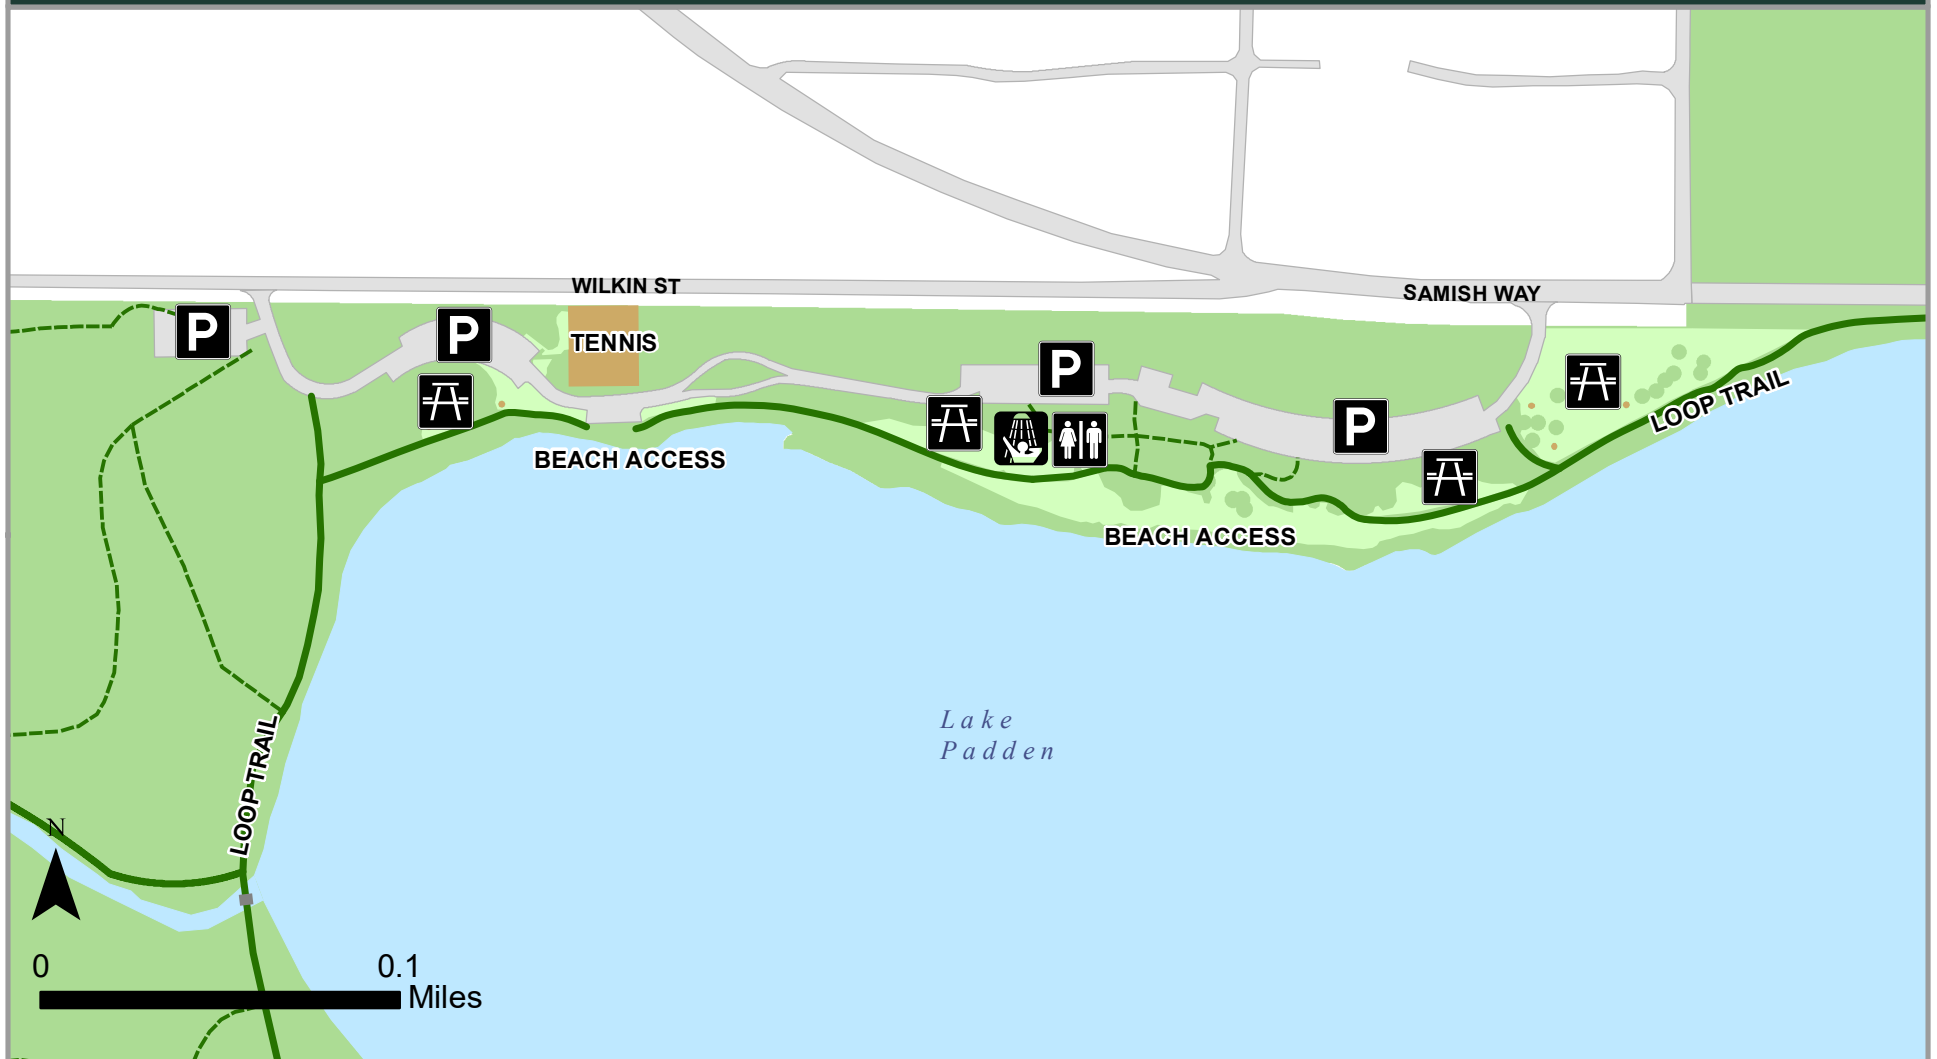 WILKIN ST
SAMISH WAY
P
P
TENNIS
P
P
LOOP TRAIL
BEACH ACCESS
BEACH ACCESS
Lake
Padden
LOOP TRAIL
N
0 0.1
Miles